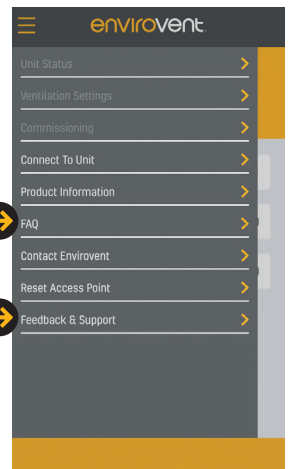 envirovent.
Unit Status
Ventilation Settings
Commissioning
Connect To Unit
Product Information
FAQ
Contact Envirovent
Reset Access Point
Feedback & Support